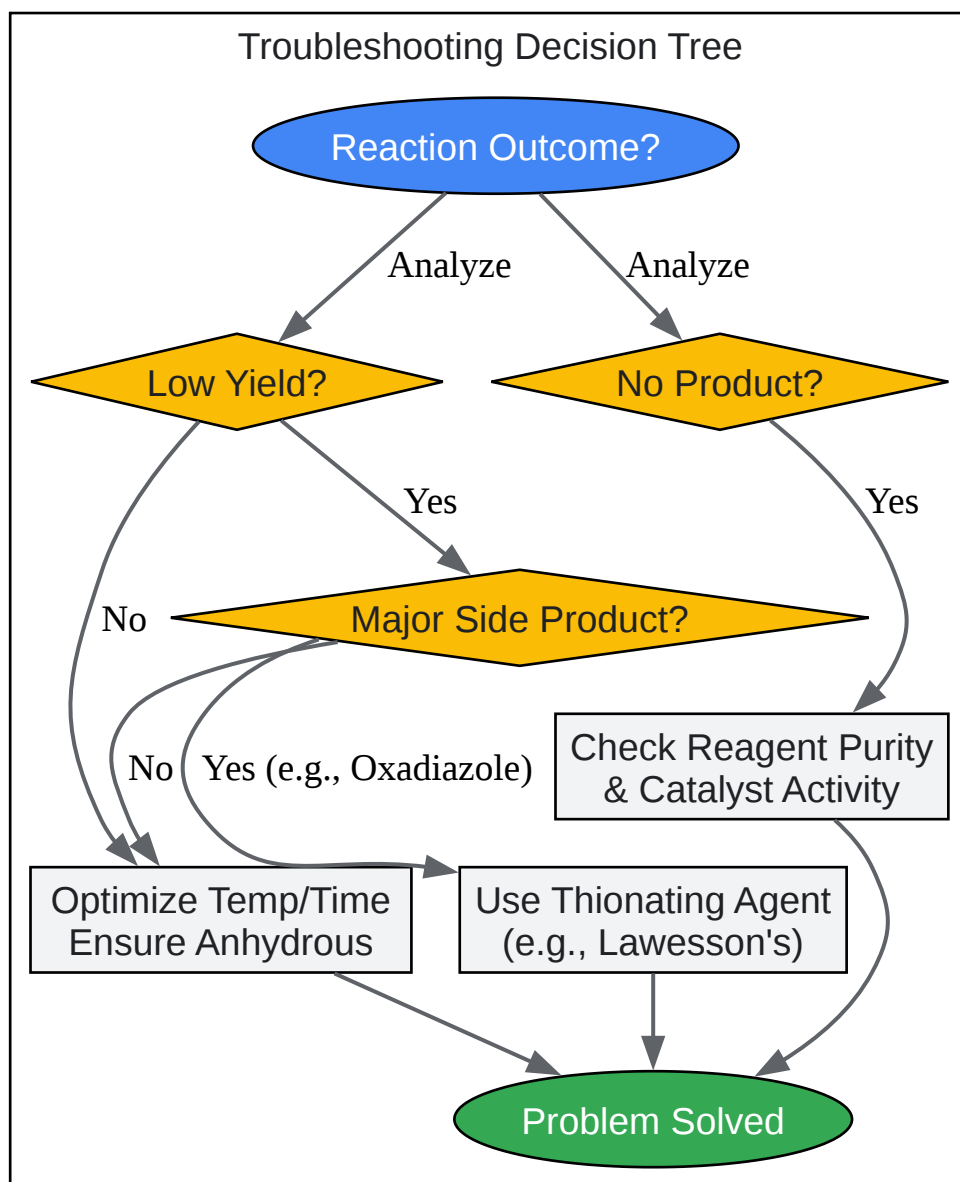 Troubleshooting Decision Tree
Reaction Outcome?
Analyze
Analyze
Low Yield?
No Product?
Yes
Yes
No
Major Side Product?
No
Yes (e.g., Oxadiazole)
Check Reagent Purity
& Catalyst Activity
Optimize Temp/Time
Ensure Anhydrous
Use Thionating Agent
(e.g., Lawesson's)
Problem Solved